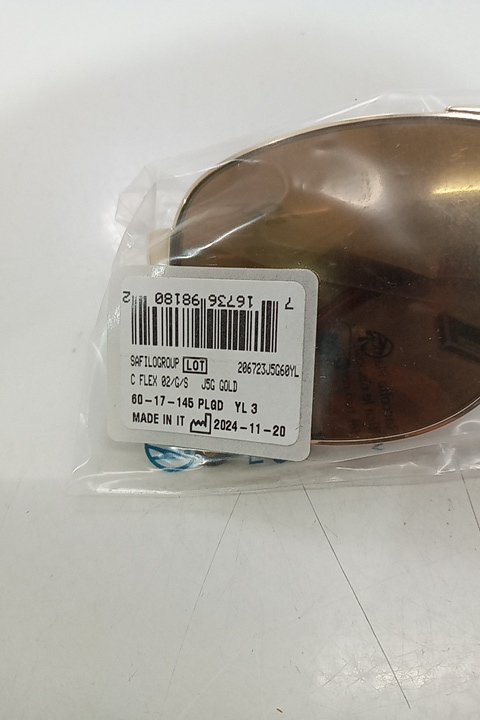 7 16736 98180 2
SAFILOGROUP LOT 206723J5G60YL
C FLEX 02/G/S J5G GOLD
60-17-145 PLGD YL 3
MADE IN IT 2024-11-20